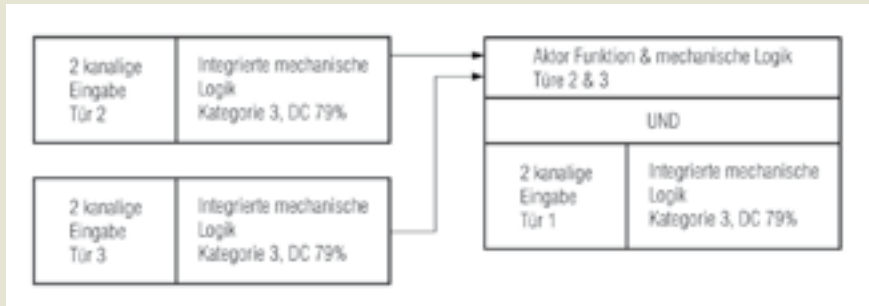 2 kanalige
Eingabe
Tür 2
Integrierte mechanische
Logik
Kategorie 3, DC 79%
2 kanalige
Eingabe
Tür 3
Integrierte mechanische
Logik
Kategorie 3, DC 79%
Aktor Funktion & mechanische Logik
Türe 2 & 3
UND
2 kanalige
Eingabe
Tür 1
Integrierte mechanische
Logik
Kategorie 3, DC 79%